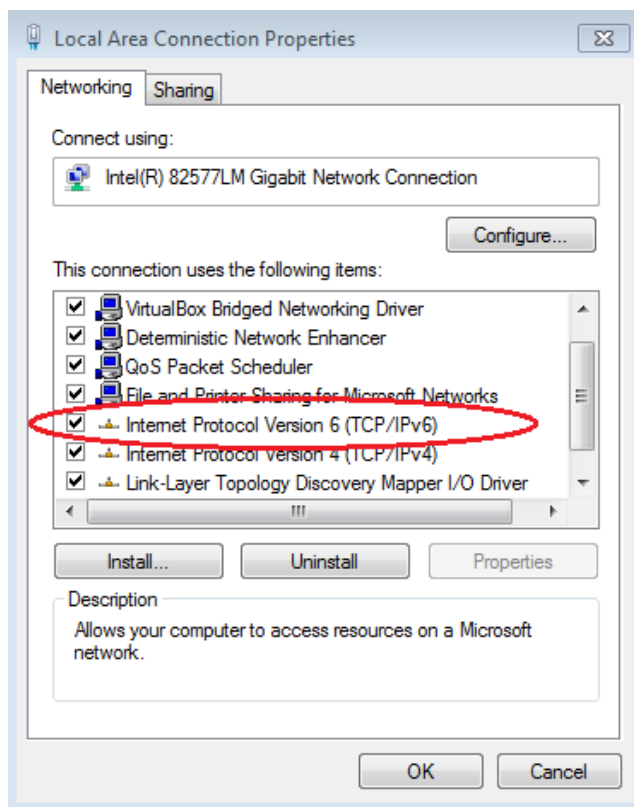 Local Area Connection Properties
Networking
Sharing
Connect using:
Intel(R) 82577LM Gigabit Network Connection
Configure...
This connection uses the following items:
VirtualBox Bridged Networking Driver
Deterministic Network Enhancer
QoS Packet Scheduler
File and Printer Sharing for Microsoft Networks
Internet Protocol Version 6 (TCP/IPv6)
Internet Protocol Version 4 (TCP/IPv4)
Link-Layer Topology Discovery Mapper I/O Driver
Install...
Uninstall
Properties
Description
Allows your computer to access resources on a Microsoft
network.
OK
Cancel